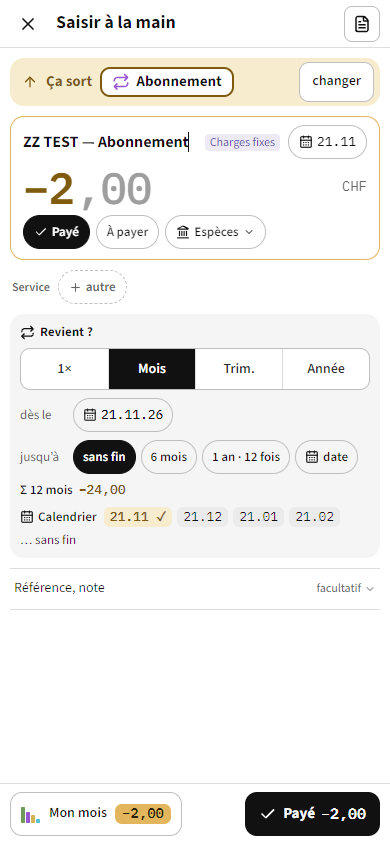 Saisir à la main
Ça sort Abonnement changer
ZZ TEST — Abonnement Charges fixes 21.11
−2,00 CHF
Payé À payer Espèces
Service + autre
Revient ?
1× Mois Trim. Année
dès le 21.11.26
jusqu'à sans fin 6 mois 1 an · 12 fois date
Σ 12 mois −24,00
Calendrier 21.11 ✓ 21.12 21.01 21.02
… sans fin
Référence, note facultatif
Mon mois −2,00 Payé −2,00